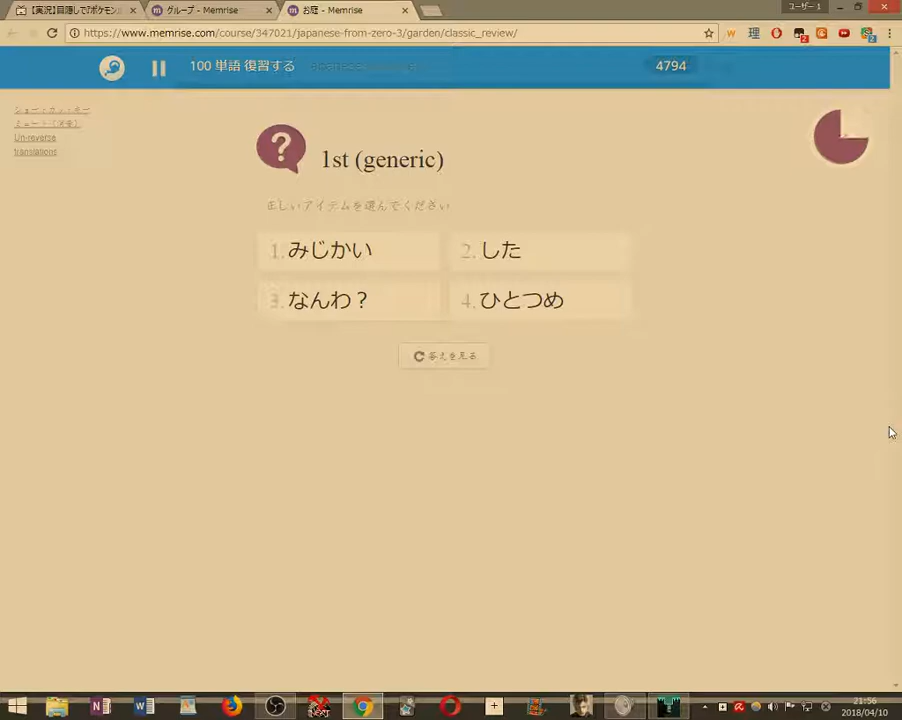 【実況】目隠しで?ポケモン
グループ - Memrise
お庭 - Memrise
ユーザー 1
https://www.memrise.com/course/347021/japanese-from-zero-3/garden/classic_review/
100 単語 復習する
4794
Un-reverse
translations
1st (generic)
正しいアイテムを選んでください
1. みじかい
2. した
3. なんわ？
4. ひとつめ
答えを見る
21:56
2018/04/10